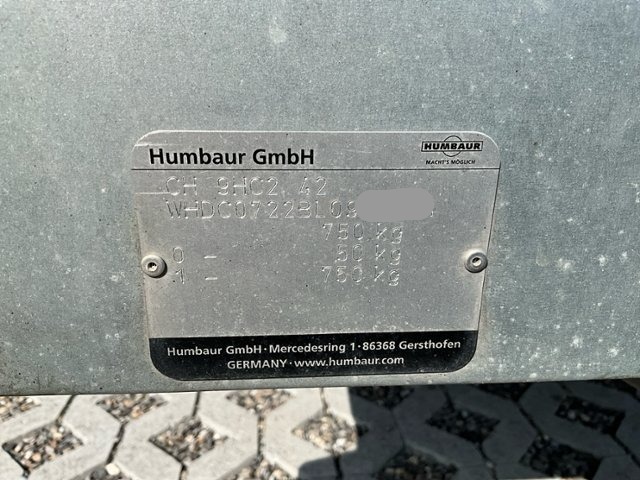 Humbaur GmbH
HUMBAUR
MACHT'S MÖGLICH
CH 9HC2 42
WHDC0722BL09
750 kg
0 - 50 kg
1 - 750 kg
Humbaur GmbH · Mercedesring 1 · 86368 Gersthofen
GERMANY · www.humbaur.com